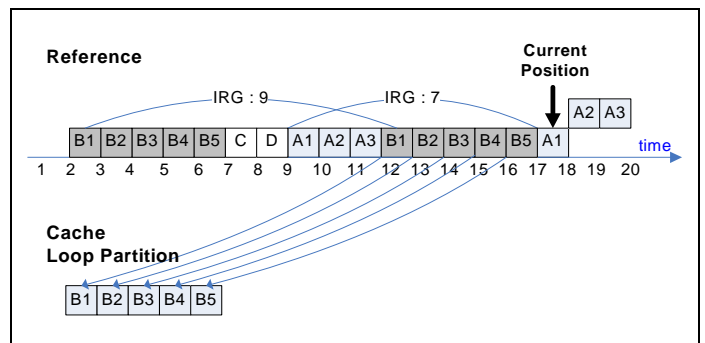 Reference
Current
Position
IRG : 9
IRG : 7
A2 A3
B1 B2 B3 B4 B5 C D A1 A2 A3 B1 B2 B3 B4 B5 A1
time
1 2 3 4 5 6 7 8 9 10 11 12 13 14 15 16 17 18 19 20
Cache
Loop Partition
B1 B2 B3 B4 B5